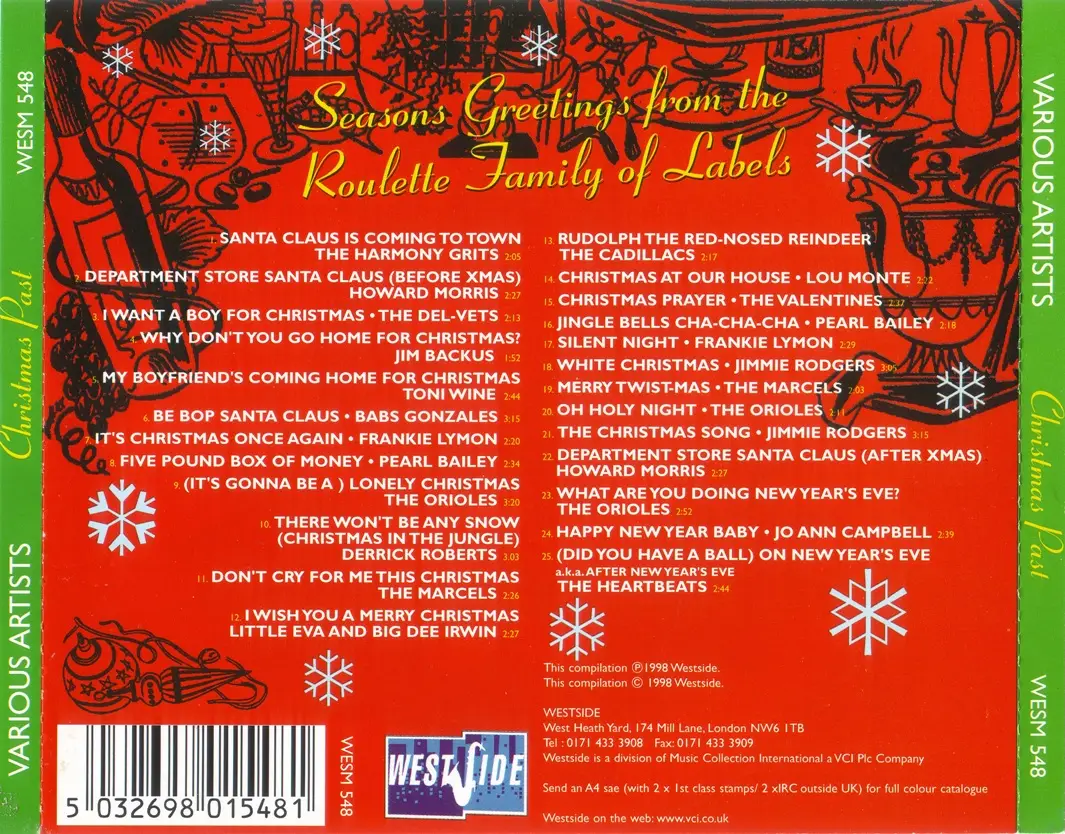 WESM 548
Christmas Past
VARIOUS ARTISTS
Seasons Greetings from the
Roulette Family of Labels
1. SANTA CLAUS IS COMING TO TOWN
THE HARMONY GRITS 2:05
2. DEPARTMENT STORE SANTA CLAUS (BEFORE XMAS)
HOWARD MORRIS 2:27
3. I WANT A BOY FOR CHRISTMAS • THE DEL-VETS 2:13
4. WHY DON'T YOU GO HOME FOR CHRISTMAS?
JIM BACKUS 1:52
5. MY BOYFRIEND'S COMING HOME FOR CHRISTMAS
TONI WINE 2:44
6. BE BOP SANTA CLAUS • BABS GONZALES 3:15
7. IT'S CHRISTMAS ONCE AGAIN • FRANKIE LYMON 2:20
8. FIVE POUND BOX OF MONEY • PEARL BAILEY 2:34
9. (IT'S GONNA BE A ) LONELY CHRISTMAS
THE ORIOLES 3:20
10. THERE WON'T BE ANY SNOW
(CHRISTMAS IN THE JUNGLE)
DERRICK ROBERTS 3.03
11. DON'T CRY FOR ME THIS CHRISTMAS
THE MARCELS 2:26
12. I WISH YOU A MERRY CHRISTMAS
LITTLE EVA AND BIG DEE IRWIN 2:27
13. RUDOLPH THE RED-NOSED REINDEER
THE CADILLACS 2:17
14. CHRISTMAS AT OUR HOUSE • LOU MONTE 2:22
15. CHRISTMAS PRAYER • THE VALENTINES 2:37
16. JINGLE BELLS CHA-CHA-CHA • PEARL BAILEY 2:18
17. SILENT NIGHT • FRANKIE LYMON 2:29
18. WHITE CHRISTMAS • JIMMIE RODGERS 3:05
19. MERRY TWIST-MAS • THE MARCELS 2:03
20. OH HOLY NIGHT • THE ORIOLES 2:11
21. THE CHRISTMAS SONG • JIMMIE RODGERS 3:15
22. DEPARTMENT STORE SANTA CLAUS (AFTER XMAS)
HOWARD MORRIS 2:27
23. WHAT ARE YOU DOING NEW YEAR'S EVE?
THE ORIOLES 2:52
24. HAPPY NEW YEAR BABY • JO ANN CAMPBELL 2:39
25. (DID YOU HAVE A BALL) ON NEW YEAR'S EVE
a.k.a. AFTER NEW YEAR'S EVE
THE HEARTBEATS 2:44
This compilation ℗1998 Westside.
This compilation © 1998 Westside.
WESTSIDE
West Heath Yard, 174 Mill Lane, London NW6 1TB
Tel : 0171 433 3908 Fax: 0171 433 3909
Westside is a division of Music Collection International a VCI Plc Company
Send an A4 sae (with 2 x 1st class stamps/ 2 xIRC outside UK) for full colour catalogue
Westside on the web: www.vci.co.uk
5 032698 015481
WESM 548
WESTSIDE
VARIOUS ARTISTS
Christmas Past
WESM 548